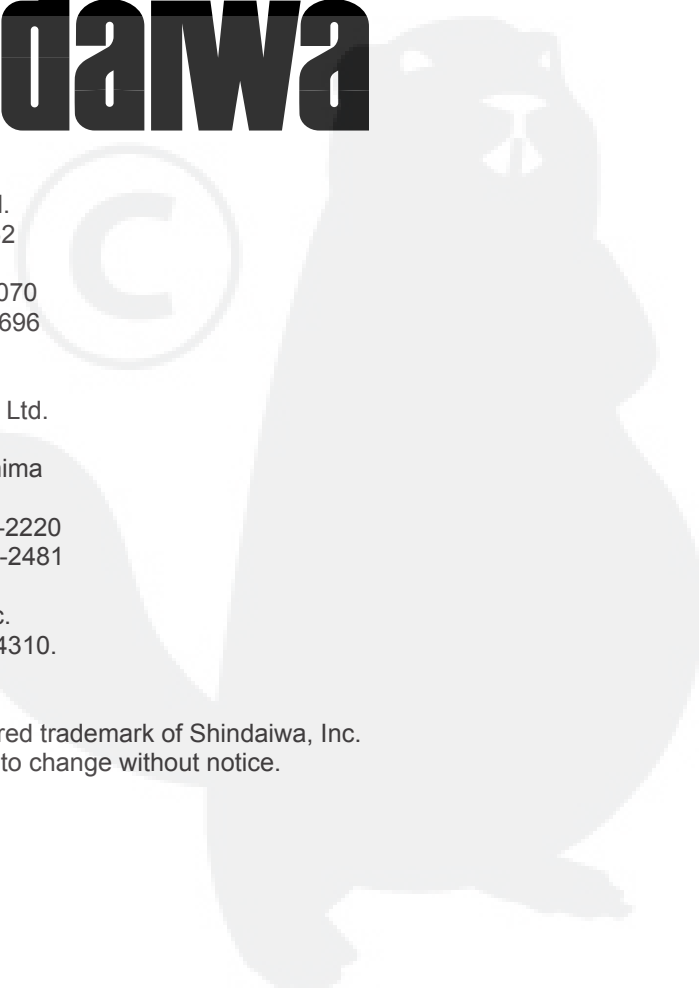 daiwa
©
l.
2
070
696
Ltd.
ima
-2220
-2481
c.
4310.
red trademark of Shindaiwa, Inc.
to change without notice.